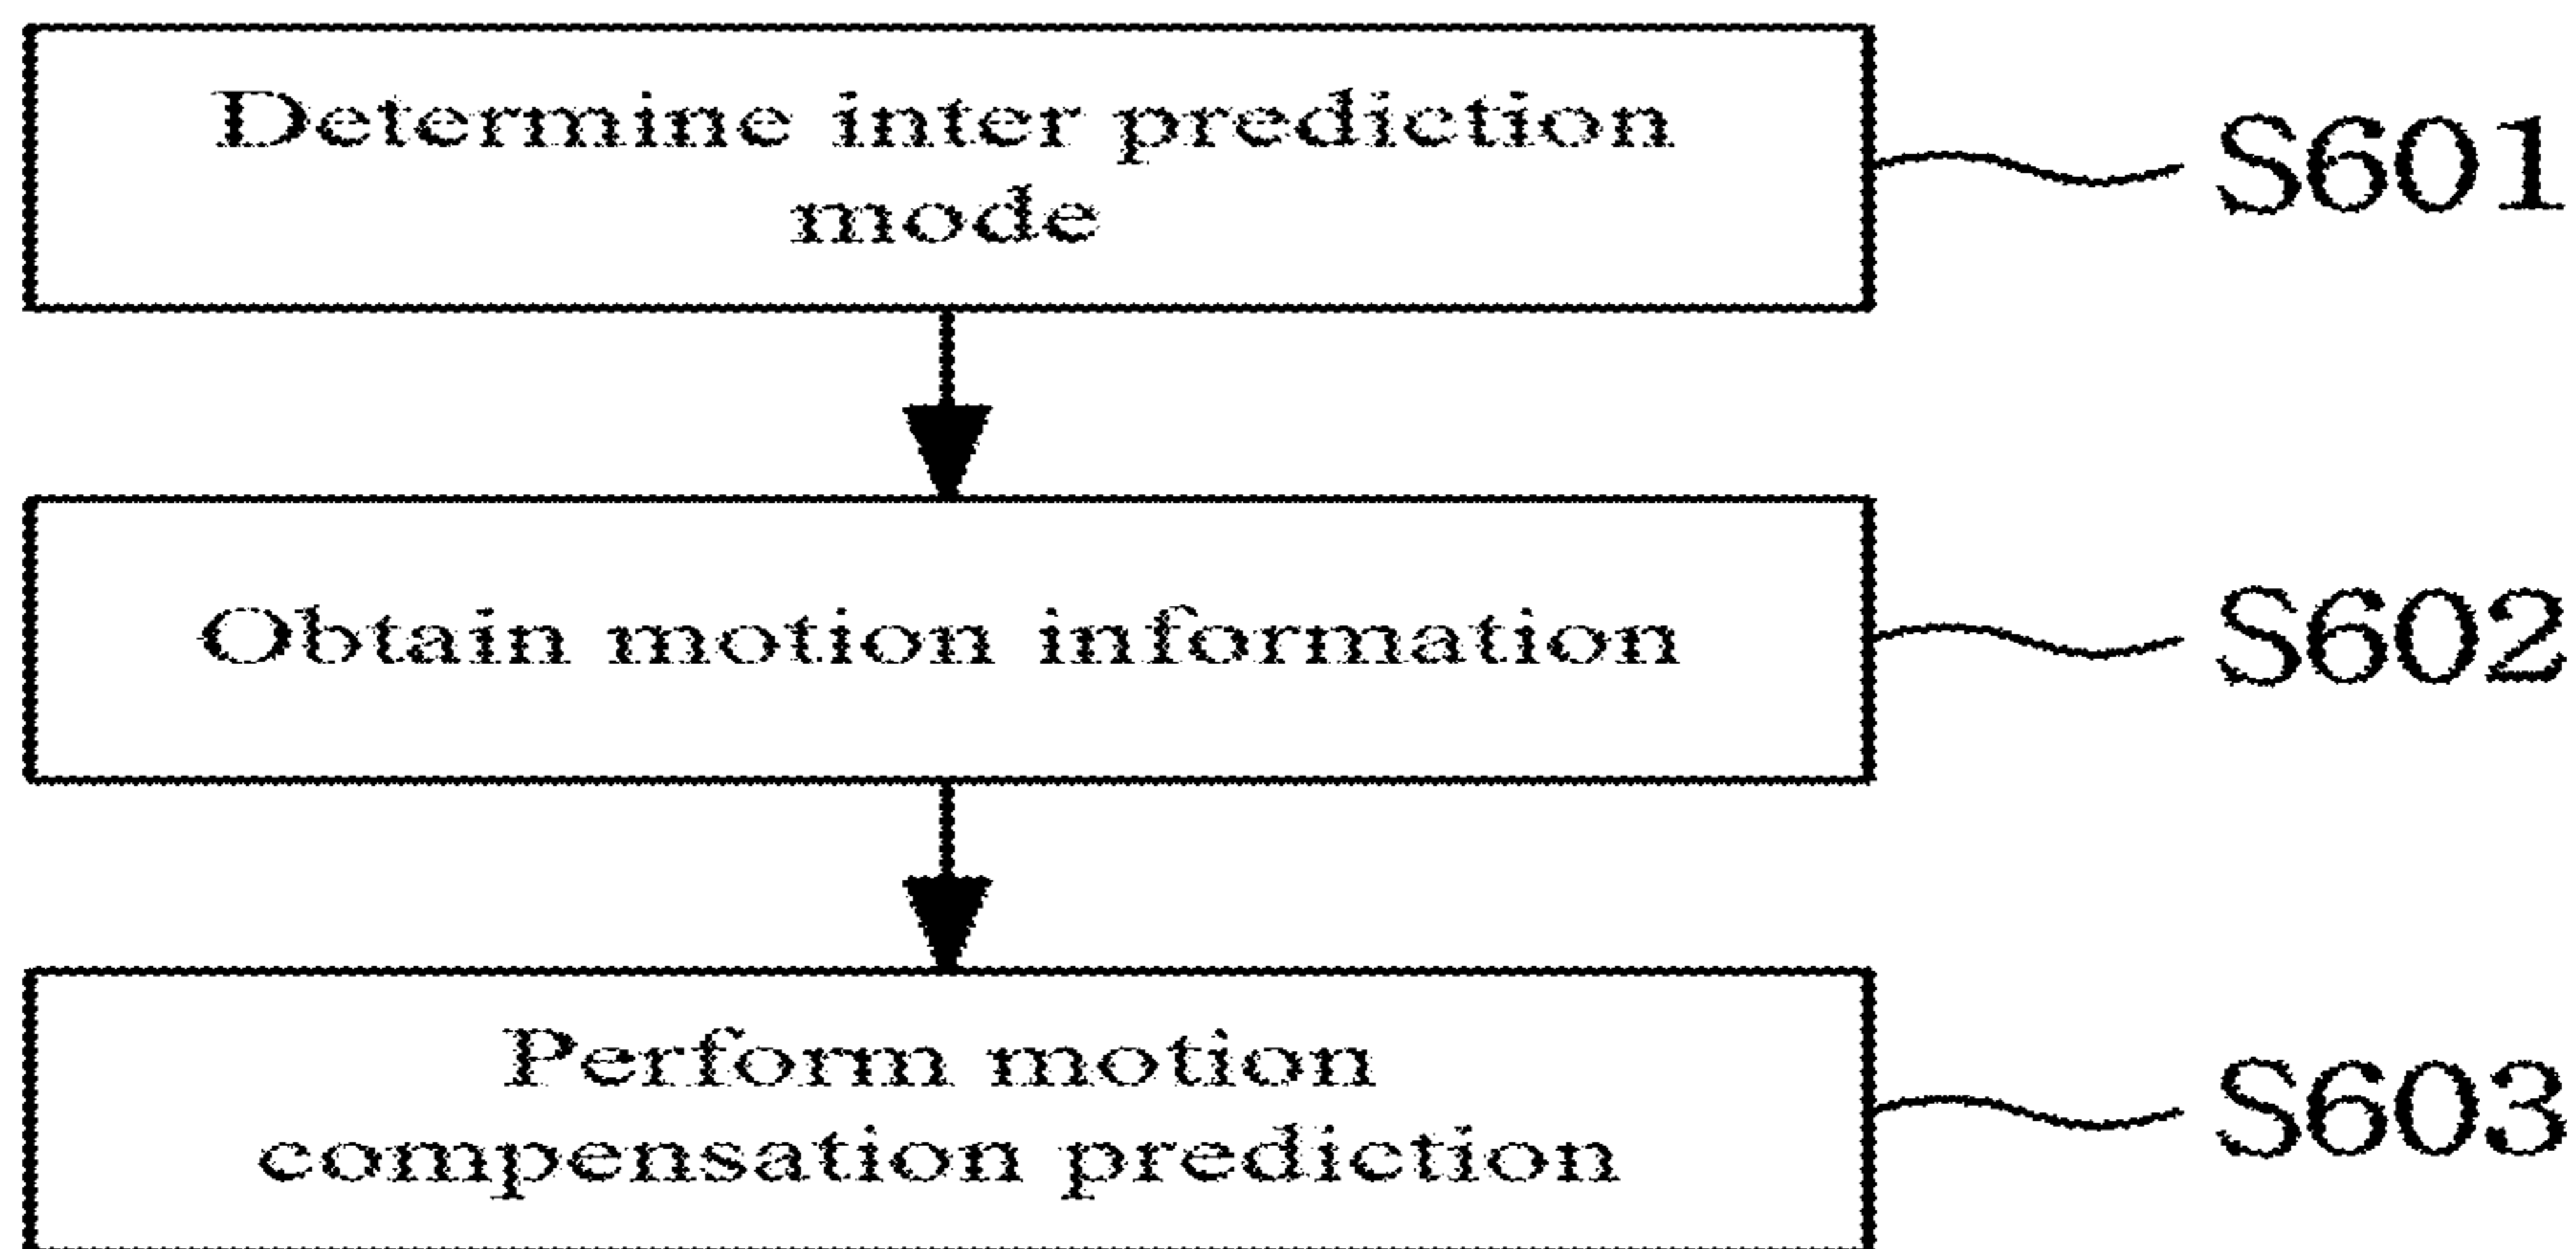 Determine inter prediction
mode
S601
Obtain motion information
S602
Perform motion
compensation prediction
S603